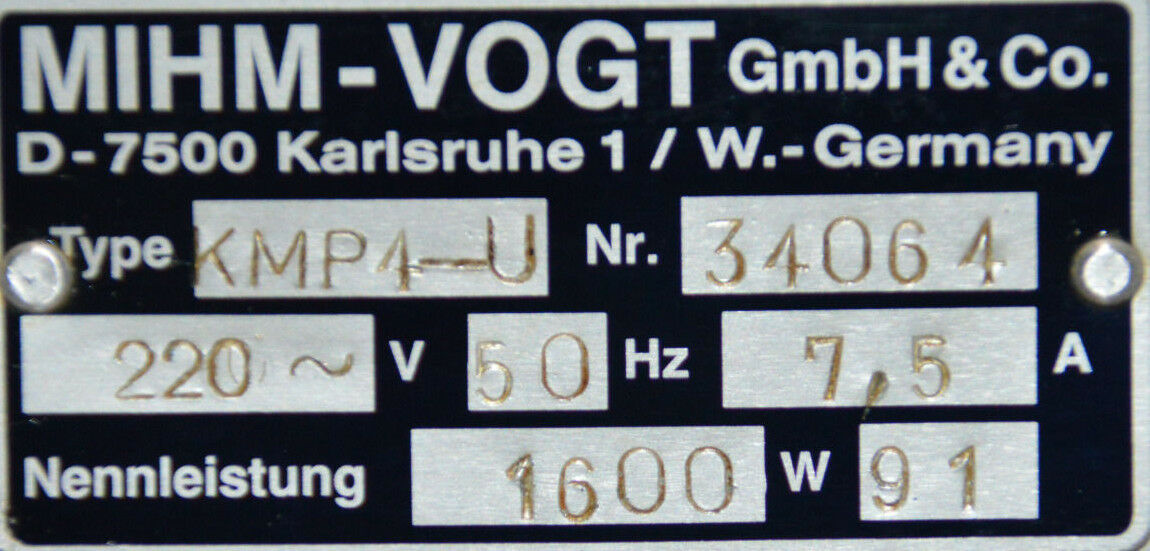 MIHM-VOGT GmbH & Co.
D-7500 Karlsruhe 1 / W.-Germany
Type KMP4-U Nr. 34064
220 ~ V 50 Hz 7,5 A
Nennleistung 1600 W 91